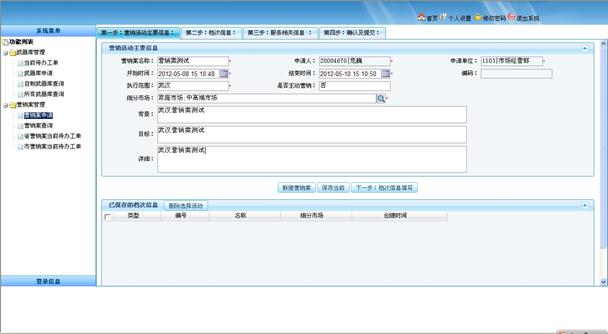 首页 个人设置 修改密码 退出系统
系统菜单
功能列表
武器库管理
当前待办工单
武器库申请
自制武器库查询
所有武器库查询
营销案管理
营销案申请
营销案查询
省营销案当前待办工单
市营销案当前待办工单
登录信息
第一步：营销活动主要信息： 第二步：档次信息： 第三步：服务相关信息： 第四步：确认及提交：
营销活动主要信息
营销案名称： 营销案测试 * 申请人： 20004670|危巍 * 申请单位： 1103|市场经营部 *
开始时间： 2012-05-08 15:10:48 * 结束时间： 2012-05-10 15:10:50 * 编码：
执行范围： 武汉 * 是否主动营销： 否
细分市场： 家庭市场,中高端市场 *
背景： 武汉营销案测试
目标： 武汉营销案测试
详细： 武汉营销案测试
新建营销案 保存当前 下一步：档次信息填写
已保存的档次信息 删除选择活动
类型 编号 名称 细分市场 创建时间